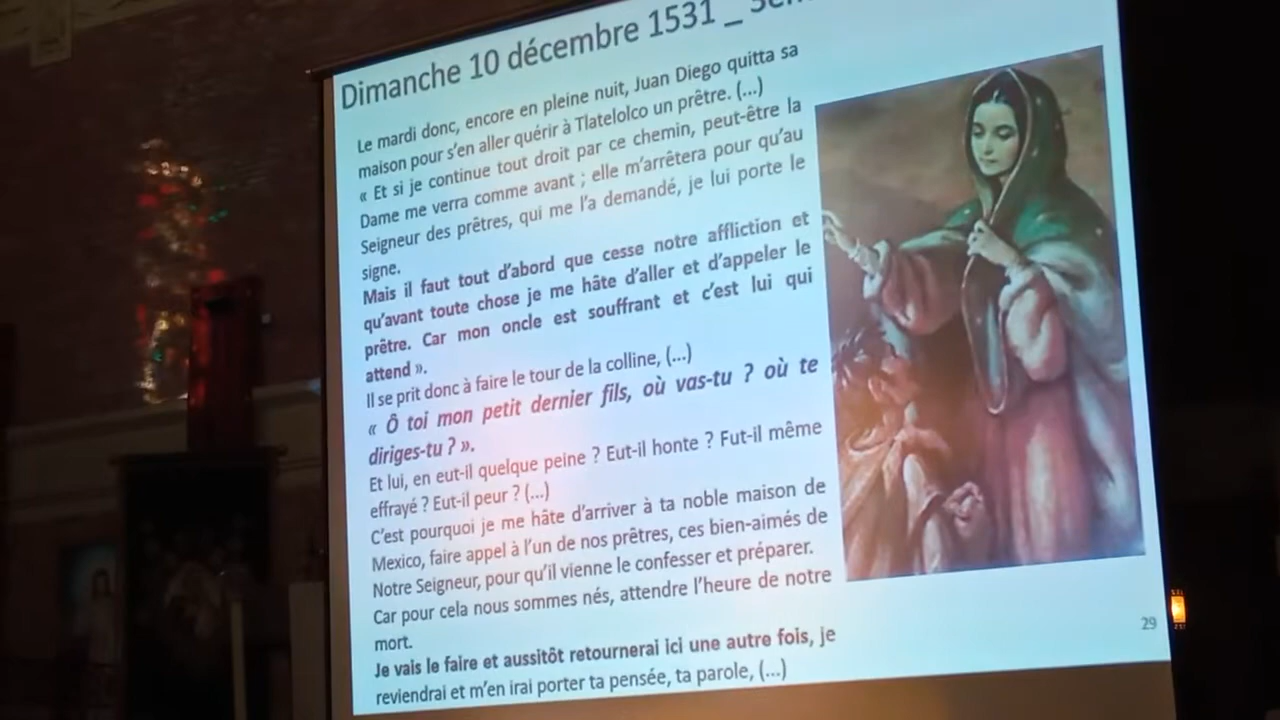 Dimanche 10 décembre 1531 _
Le mardi donc, encore en pleine nuit, Juan Diego quitta sa
maison pour s'en aller quérir à Tlatelolco un prêtre. (...)
« Et si je continue tout droit par ce chemin, peut-être la
Dame me verra comme avant ; elle m'arrêtera pour qu'au
Seigneur des prêtres, qui me l'a demandé, je lui porte le
signe.
Mais il faut tout d'abord que cesse notre affliction et
qu'avant toute chose je me hâte d'aller et d'appeler le
prêtre. Car mon oncle est souffrant et c'est lui qui
attend ».
Il se prit donc à faire le tour de la colline, (...)
« Ô toi mon petit dernier fils, où vas-tu ? où te
diriges-tu ? ».
Et lui, en eut-il quelque peine ? Eut-il honte ? Fut-il même
effrayé ? Eut-il peur ? (...)
C'est pourquoi je me hâte d'arriver à ta noble maison de
Mexico, faire appel à l'un de nos prêtres, ces bien-aimés de
Notre Seigneur, pour qu'il vienne le confesser et préparer.
Car pour cela nous sommes nés, attendre l'heure de notre
mort.
Je vais le faire et aussitôt retournerai ici une autre fois, je
reviendrai et m'en irai porter ta pensée, ta parole, (...)
29